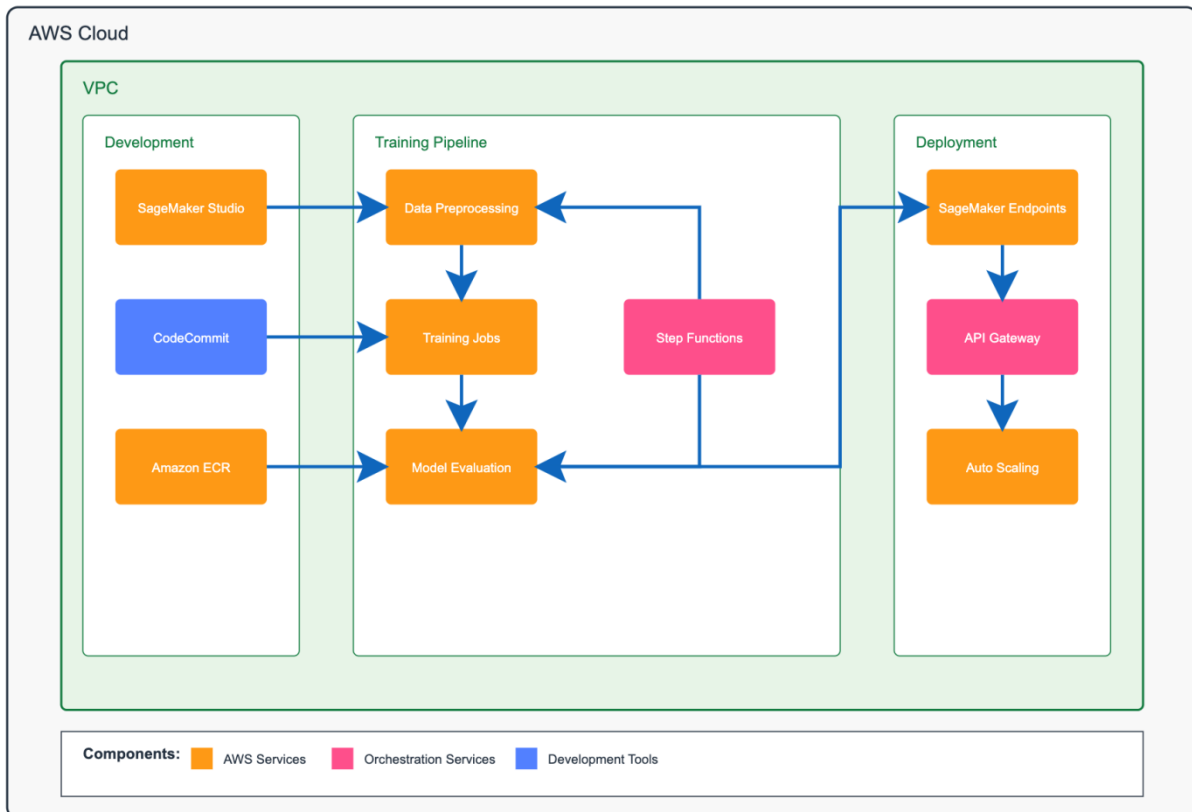 AWS Cloud
VPC
Development
SageMaker Studio
CodeCommit
Amazon ECR
Training Pipeline
Data Preprocessing
Training Jobs
Step Functions
Model Evaluation
Deployment
SageMaker Endpoints
API Gateway
Auto Scaling
Components: AWS Services Orchestration Services Development Tools